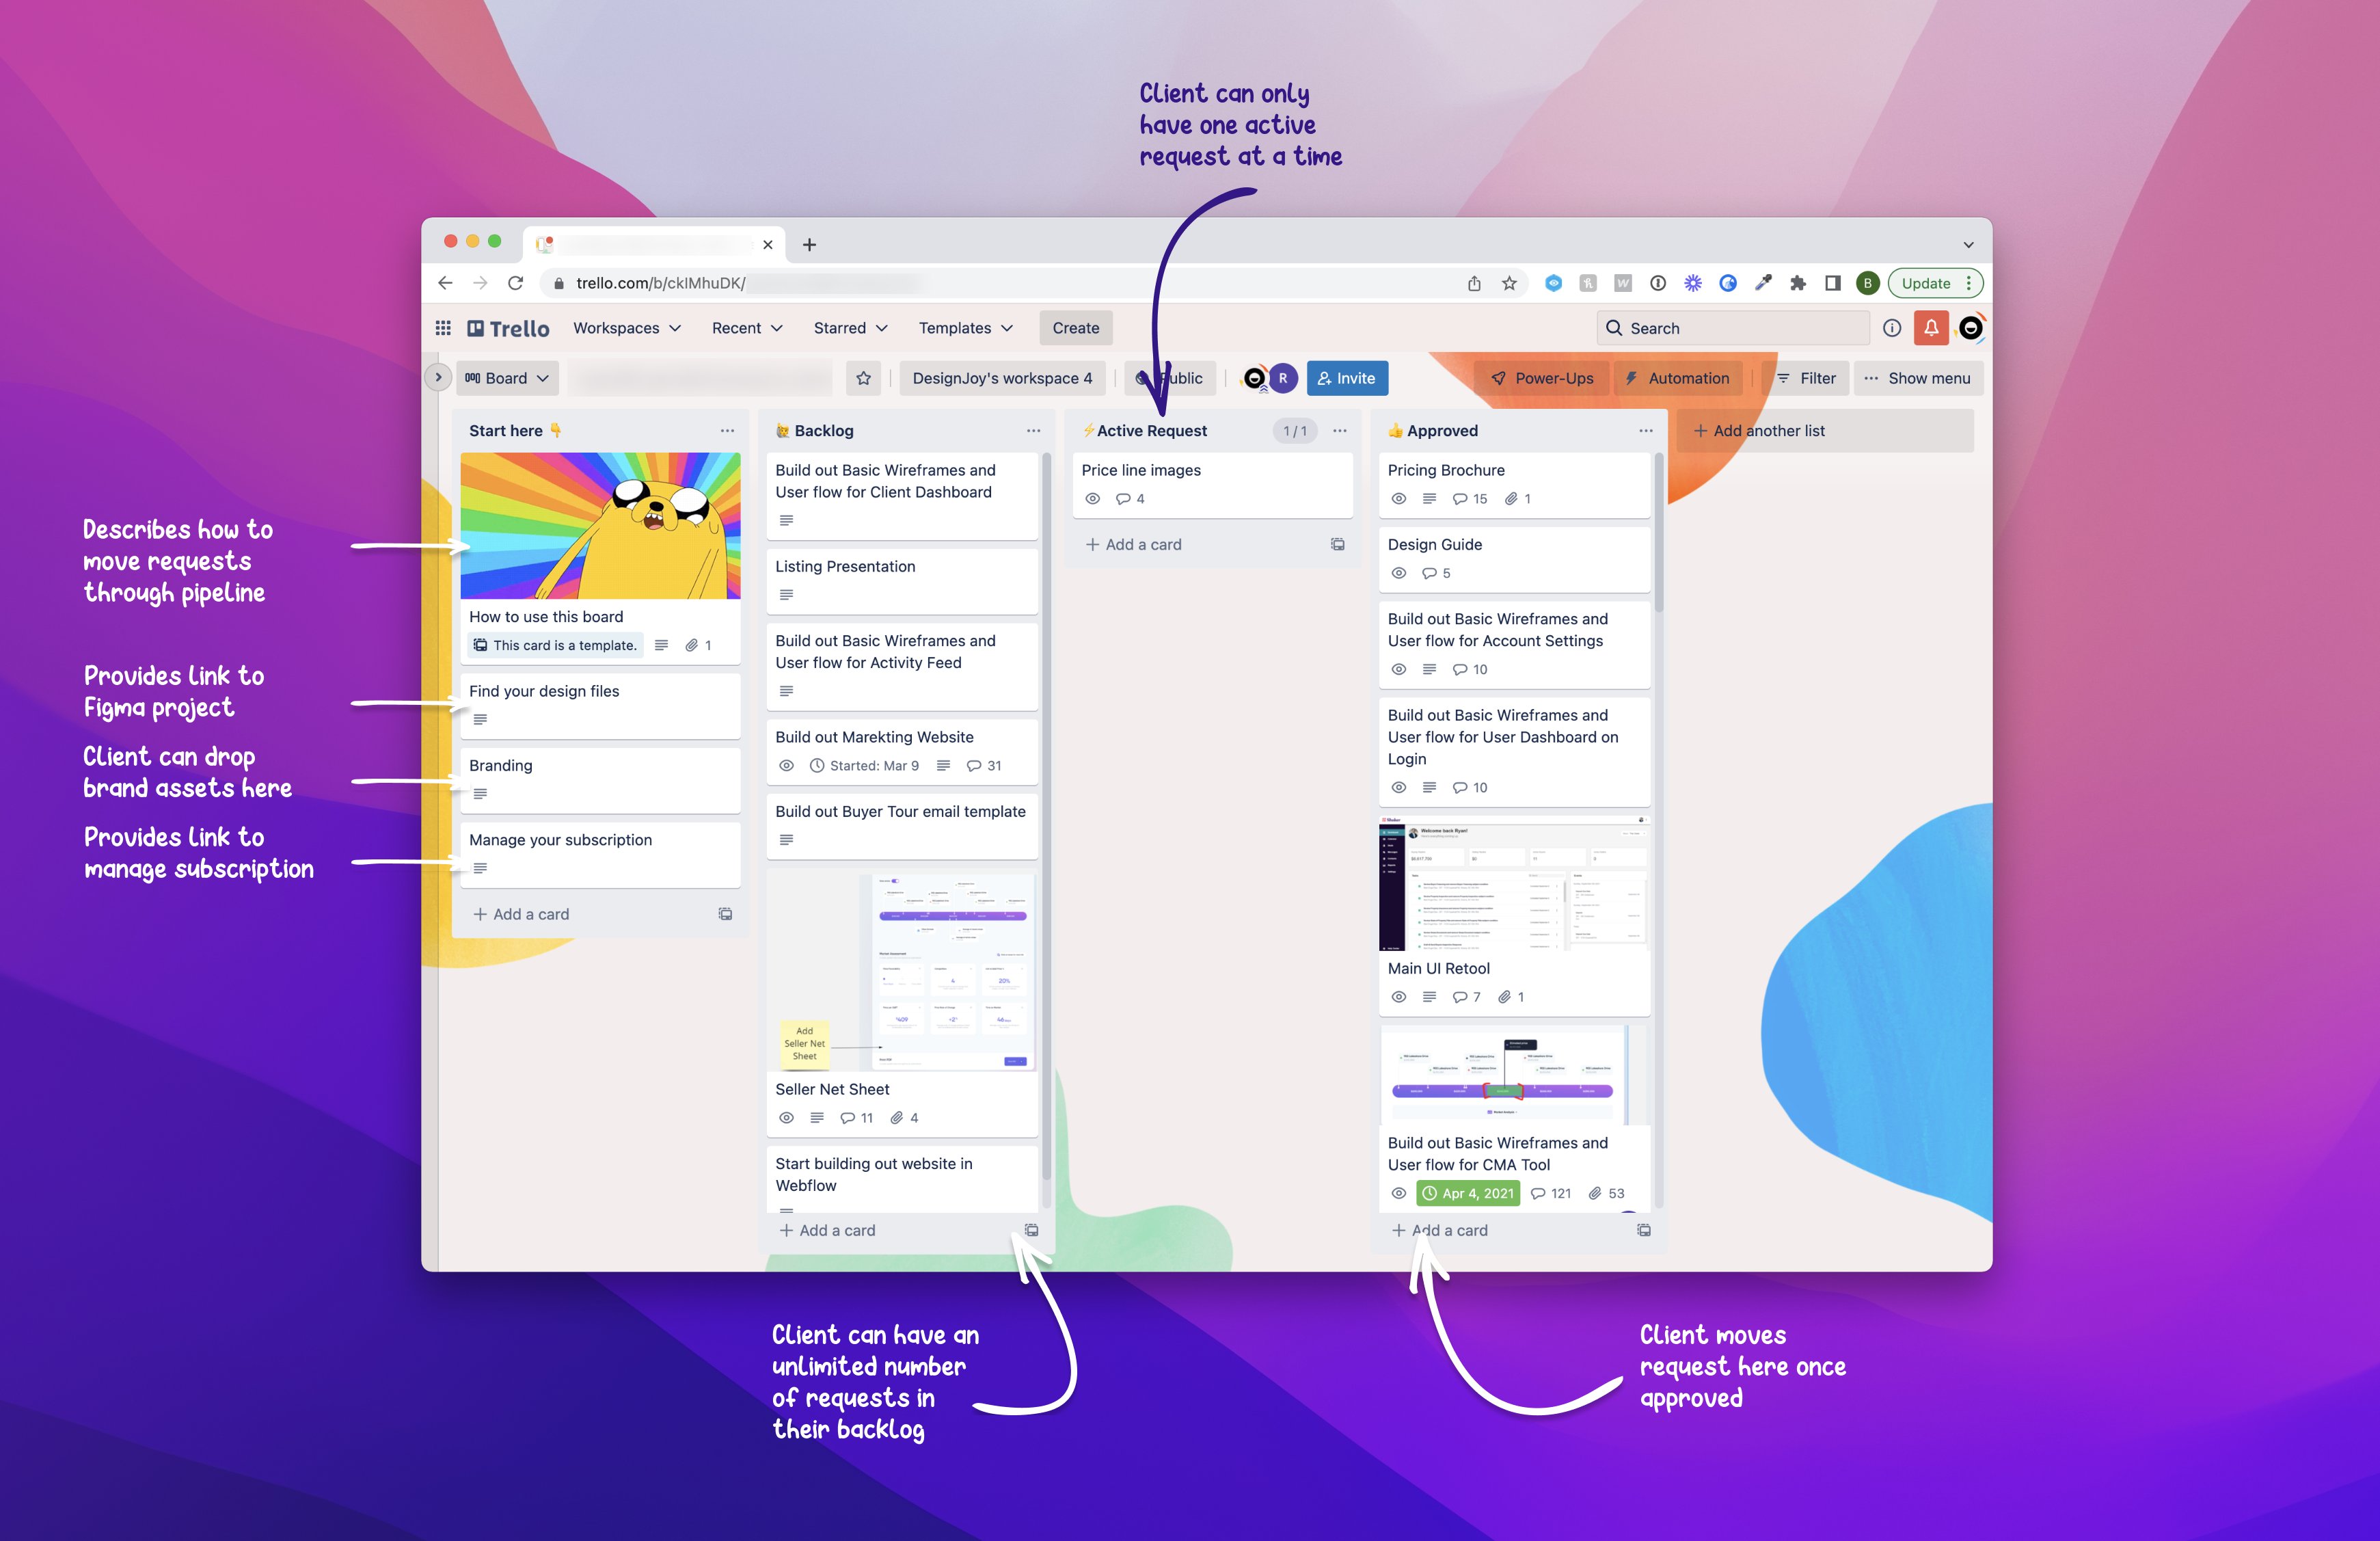 Client can only
have one active
request at a time
trello.com/b/cklMhuDK/
B
Update
Trello
Workspaces
Recent
Starred
Templates
Create
Search
Board
DesignJoy's workspace 4
Public
R
Invite
Power-Ups
Automation
Filter
Show menu
Describes how to
move requests
through pipeline
Provides link to
Figma project
Client can drop
brand assets here
Provides link to
manage subscription
Start here
How to use this board
This card is a template.
1
Find your design files
Branding
Manage your subscription
+ Add a card
Backlog
Build out Basic Wireframes and
User flow for Client Dashboard
Listing Presentation
Build out Basic Wireframes and
User flow for Activity Feed
Build out Marekting Website
Started: Mar 9
31
Build out Buyer Tour email template
Add
Seller Net
Sheet
Seller Net Sheet
11
4
Start building out website in
Webflow
+ Add a card
Active Request
1 / 1
Price line images
4
+ Add a card
Approved
Pricing Brochure
15
1
Design Guide
5
Build out Basic Wireframes and
User flow for Account Settings
10
Build out Basic Wireframes and
User flow for User Dashboard on
Login
10
Welcome back Ryan!
Main UI Retool
7
1
Build out Basic Wireframes and
User flow for CMA Tool
Apr 4, 2021
121
53
+ Add a card
+ Add another list
Client can have an
unlimited number
of requests in
their backlog
Client moves
request here once
approved